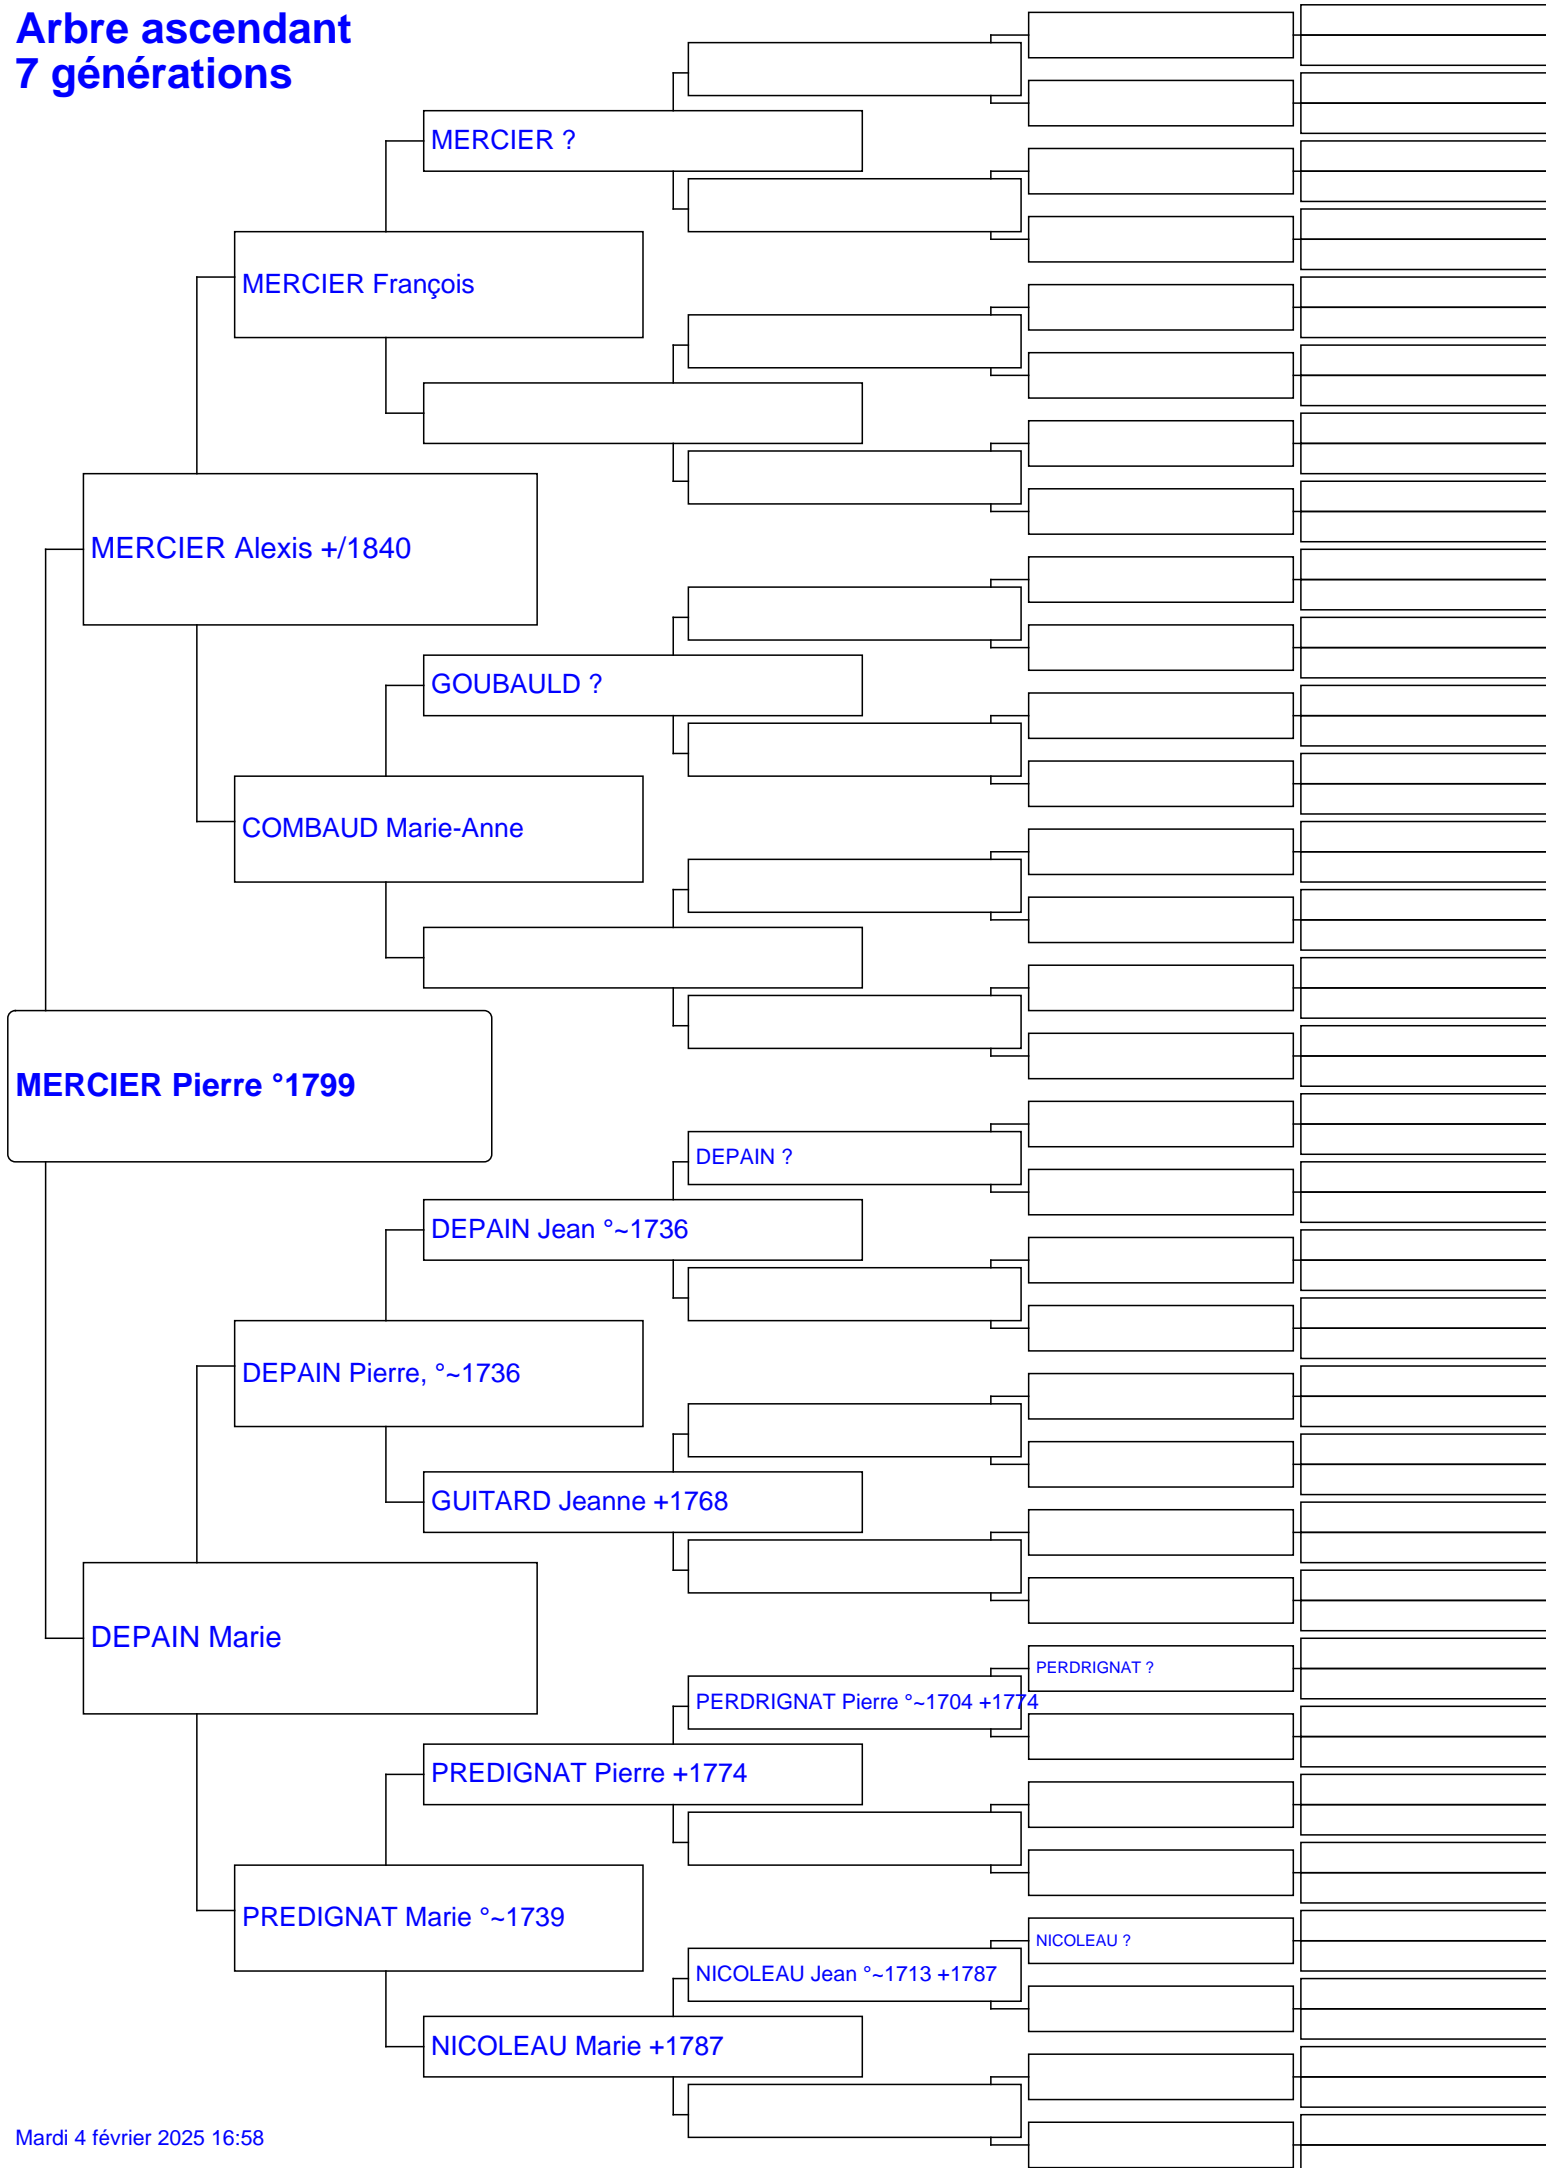 Arbre ascendant
7 générations
MERCIER ?
MERCIER François
MERCIER Alexis +/1840
GOUBAULD ?
COMBAUD Marie-Anne
MERCIER Pierre °1799
DEPAIN ?
DEPAIN Jean °~1736
DEPAIN Pierre, °~1736
GUITARD Jeanne +1768
DEPAIN Marie
PERDRIGNAT ?
PERDRIGNAT Pierre °~1704 +1774
PREDIGNAT Pierre +1774
PREDIGNAT Marie °~1739
NICOLEAU ?
NICOLEAU Jean °~1713 +1787
NICOLEAU Marie +1787
Mardi 4 février 2025 16:58